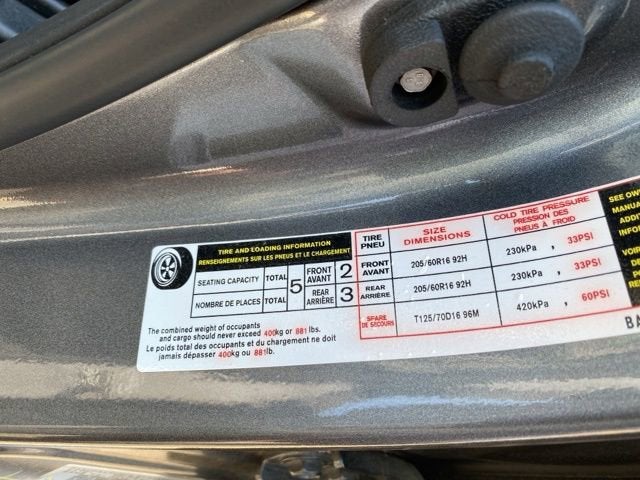 TIRE AND LOADING INFORMATION
RENSEIGNEMENTS SUR LES PNEUS ET LE CHARGEMENT
SEATING CAPACITY TOTAL 5 FRONT AVANT 2
NOMBRE DE PLACES TOTAL REAR ARRIÈRE 3
The combined weight of occupants
and cargo should never exceed 400kg or 881 lbs.
Le poids total des occupants et du chargement ne doit
jamais dépasser 400kg ou 881lb.
TIRE PNEU SIZE DIMENSIONS COLD TIRE PRESSURE PRESSION DES PNEUS À FROID
FRONT AVANT 205/60R16 92H 230kPa , 33PSI
REAR ARRIÈRE 205/60R16 92H 230kPa , 33PSI
SPARE DE SECOURS T125/70D16 96M 420kPa , 60PSI
SEE OWN
MANUA
ADD
INFO
VOIR
BA